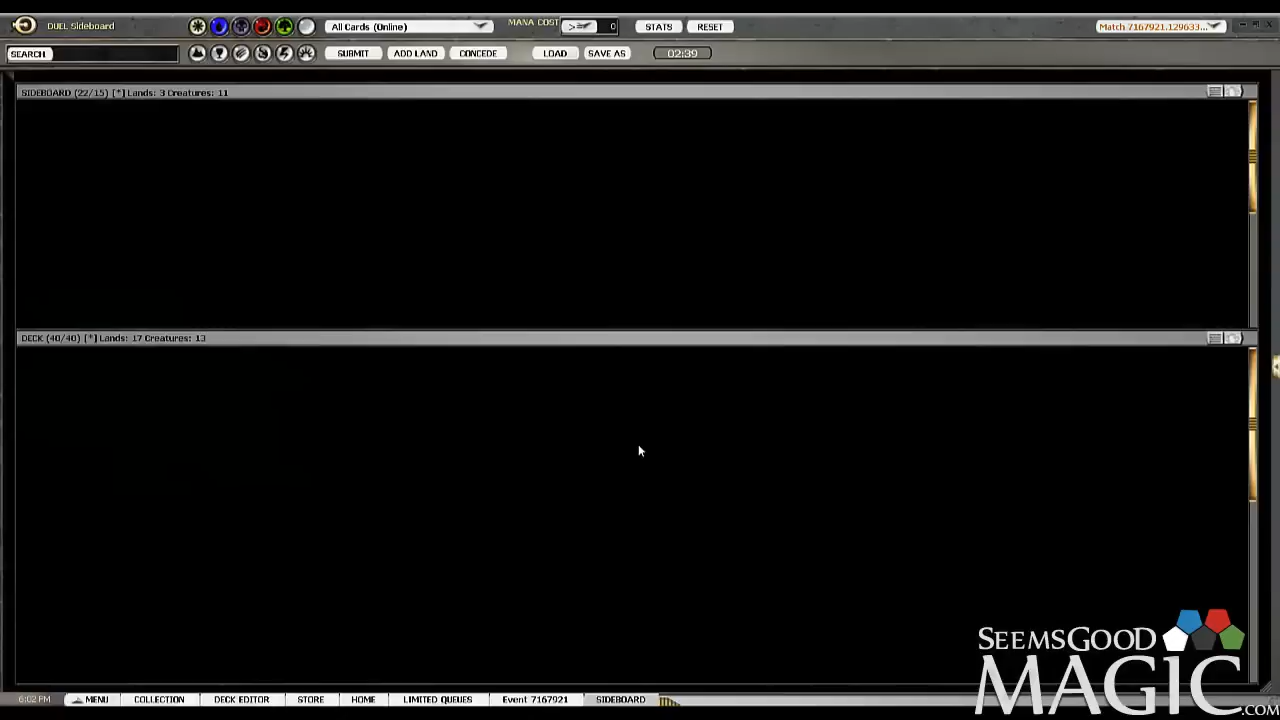 DUEL Sideboard
All Cards (Online)
MANA COST
>=
0
STATS
RESET
Match 7167921.129633...
SEARCH
SUBMIT
ADD LAND
CONCEDE
LOAD
SAVE AS
02:39
SIDEBOARD (22/15) [*] Lands: 3 Creatures: 11
DECK (40/40) [*] Lands: 17 Creatures: 13
SEEMSGOOD
MAGIC
.COM
6:02 PM
MENU
COLLECTION
DECK EDITOR
STORE
HOME
LIMITED QUEUES
Event 7167921
SIDEBOARD